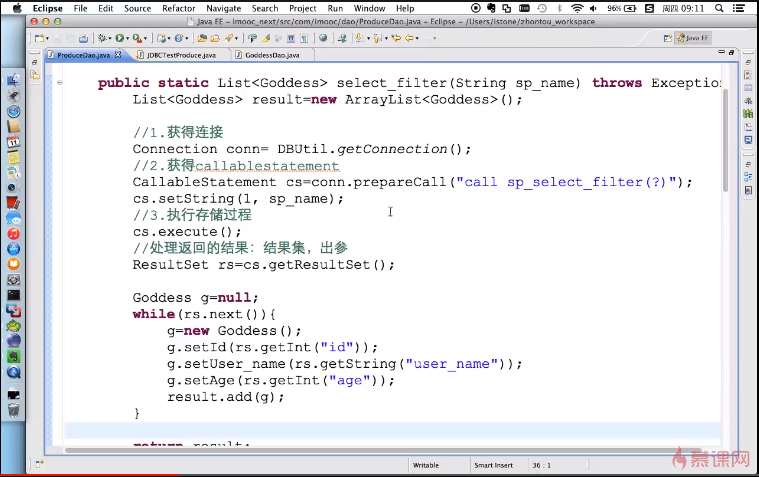 Eclipse File Edit Source Refactor Navigate Search Project Run Window Help 96% 周四 09:11
Java EE - imooc_next/src/com/imooc/dao/ProduceDao.java - Eclipse - /Users/istone/zhontou_workspace
Java EE
ProduceDao.java JDBCTestProduce.java GoddessDao.java
public static List<Goddess> select_filter(String sp_name) throws Exception
List<Goddess> result=new ArrayList<Goddess>();
//1.获得连接
Connection conn= DBUtil.getConnection();
//2.获得callablestatement
CallableStatement cs=conn.prepareCall("call sp_select_filter(?)");
cs.setString(1, sp_name);
//3.执行存储过程
cs.execute();
//处理返回的结果：结果集，出参
ResultSet rs=cs.getResultSet();
Goddess g=null;
while(rs.next()){
g=new Goddess();
g.setId(rs.getInt("id"));
g.setUser_name(rs.getString("user_name"));
g.setAge(rs.getInt("age"));
result.add(g);
}
return result;
Writable Smart Insert 36 : 1
慕课网